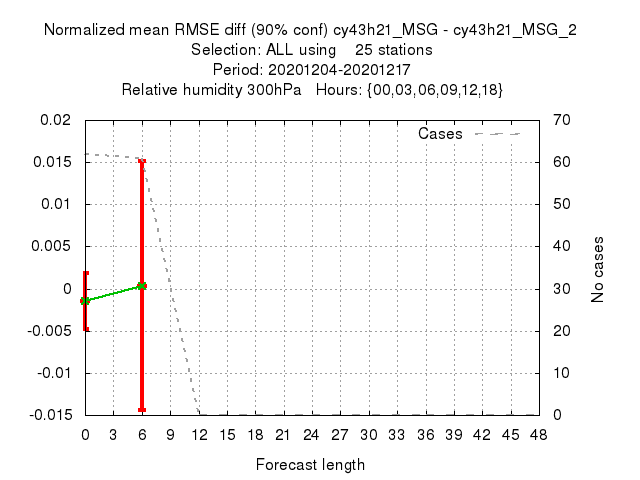 Normalized mean RMSE diff (90% conf) cy43h21_MSG - cy43h21_MSG_2
Selection: ALL using 25 stations
Period: 20201204-20201217
Relative humidity 300hPa Hours: {00,03,06,09,12,18}
0.02 70
Cases
0.015 60
0.01 50
0.005 40
0 30
-0.005 20
-0.01 10
-0.015 0
No cases
0 3 6 9 12 15 18 21 24 27 30 33 36 39 42 45 48
Forecast length